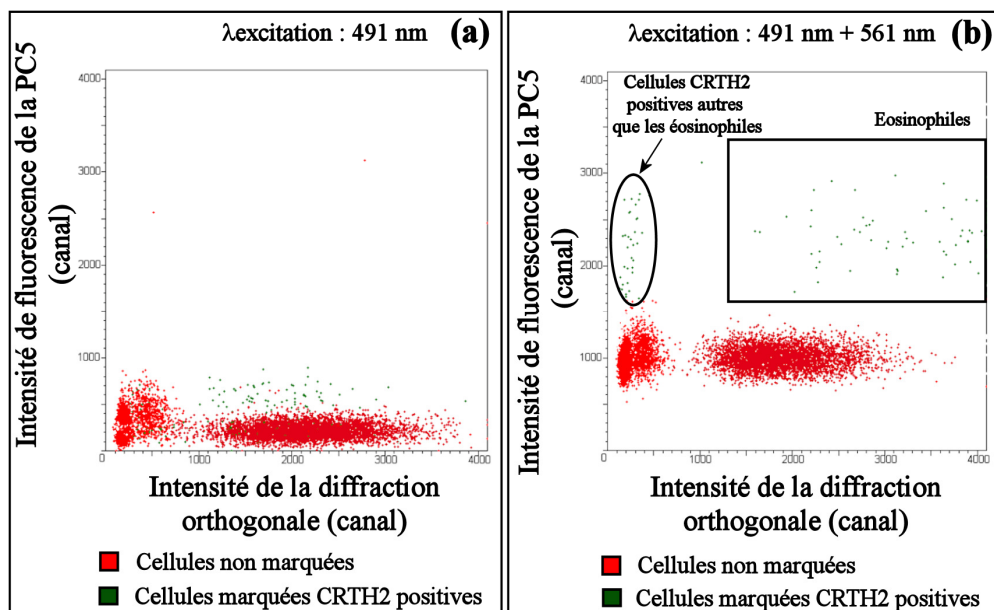 λexcitation : 491 nm (a)
Intensité de fluorescence de la PC5
(canal)
4000
3000
2000
1000
0
1000
2000
3000
4000
Intensité de la diffraction
orthogonale (canal)
Cellules non marquées
Cellules marquées CRTH2 positives
λexcitation : 491 nm + 561 nm (b)
Intensité de fluorescence de la PC5
(canal)
Cellules CRTH2
positives autres
que les éosinophiles
Eosinophiles
4000
3000
2000
1000
0
1000
2000
3000
4000
Intensité de la diffraction
orthogonale (canal)
Cellules non marquées
Cellules marquées CRTH2 positives